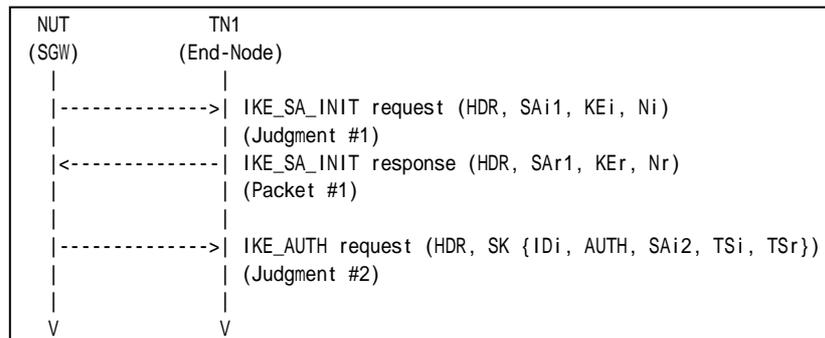 NUT TN1
(SGW) (End-Node)
| |
|-------------->| IKE_SA_INIT request (HDR, SAi1, KEi, Ni)
| | (Judgment #1)
|<--------------| IKE_SA_INIT response (HDR, SAr1, KEr, Nr)
| | (Packet #1)
| |
|-------------->| IKE_AUTH request (HDR, SK {IDi, AUTH, SAi2, TSi, TSr})
| | (Judgment #2)
| |
V V